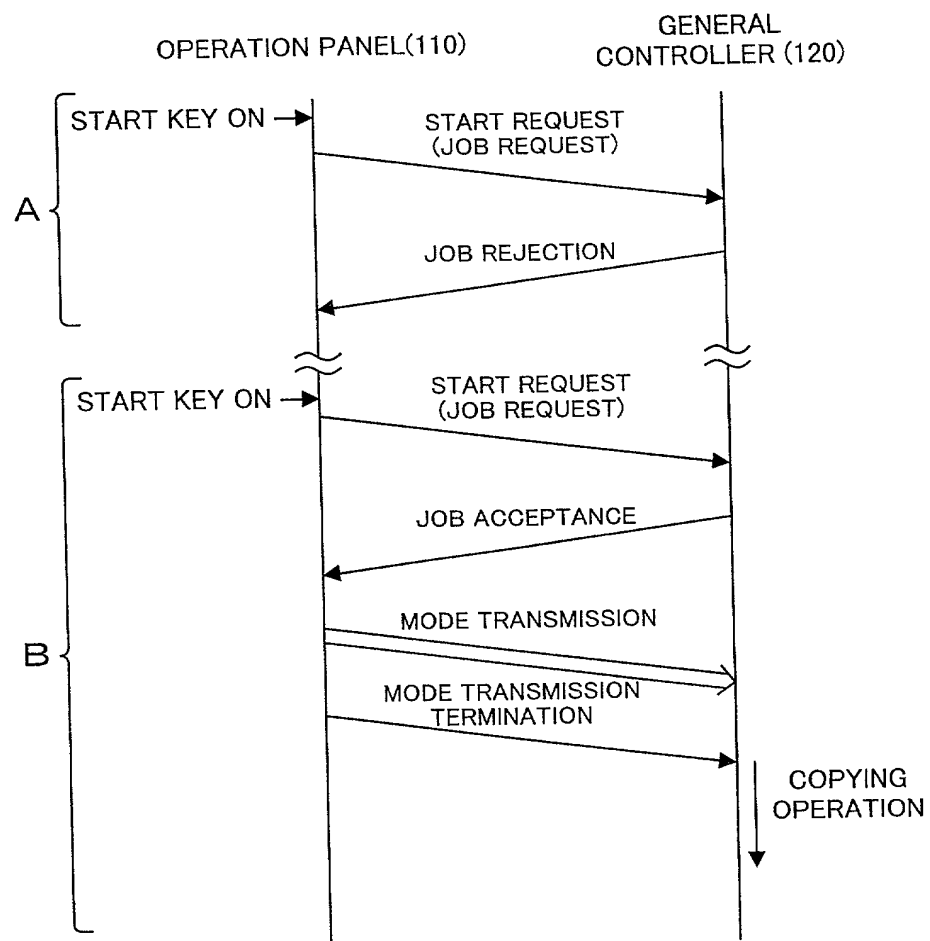 OPERATION PANEL(110)
GENERAL
CONTROLLER (120)
START KEY ON
START REQUEST
(JOB REQUEST)
A
JOB REJECTION
START KEY ON
START REQUEST
(JOB REQUEST)
JOB ACCEPTANCE
MODE TRANSMISSION
B
MODE TRANSMISSION
TERMINATION
COPYING
OPERATION